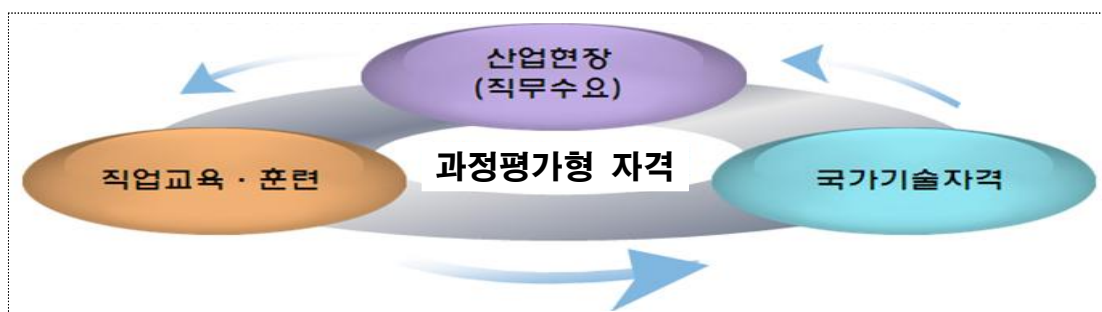 산업현장
(직무수요)
직업교육 · 훈련
과정평가형 자격
국가기술자격